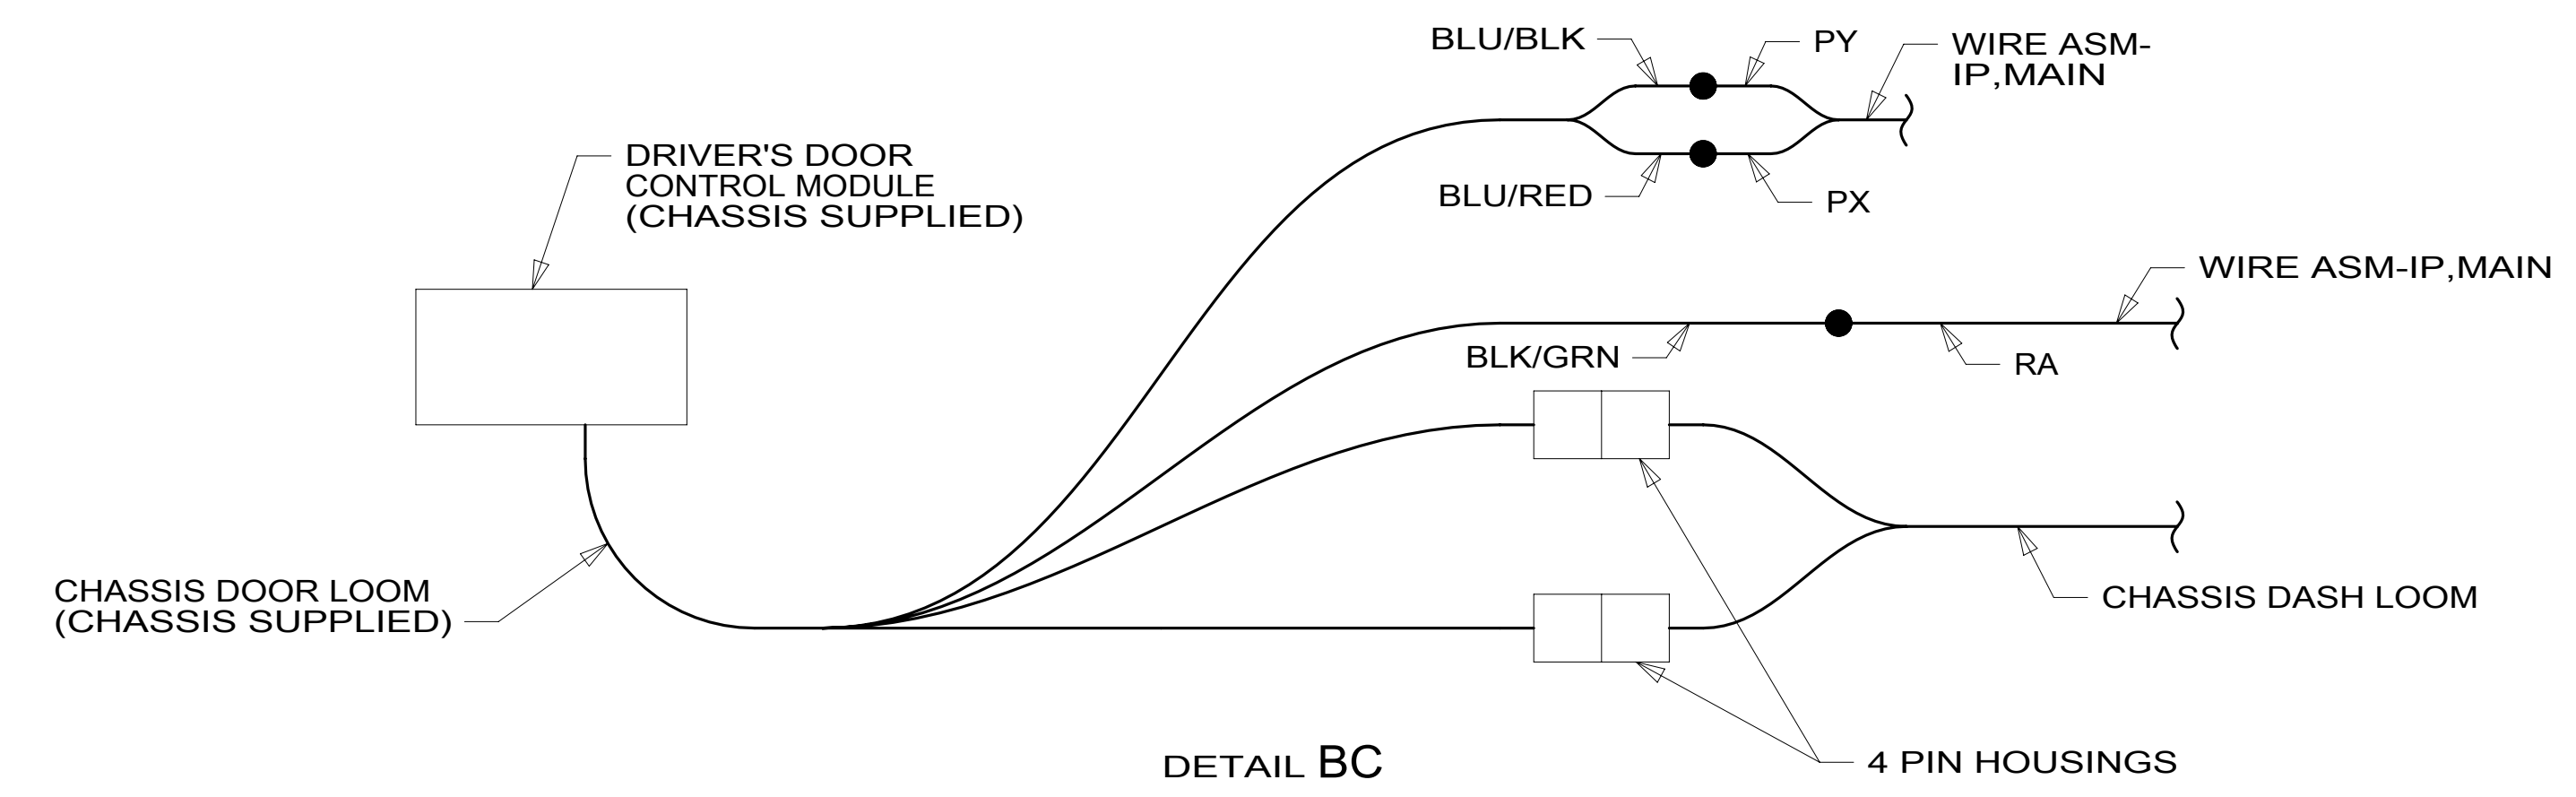 BLU/BLK
PY
WIRE ASM-
IP,MAIN
DRIVER'S DOOR
CONTROL MODULE
(CHASSIS SUPPLIED)
BLU/RED
PX
WIRE ASM-IP,MAIN
BLK/GRN
RA
CHASSIS DOOR LOOM
(CHASSIS SUPPLIED)
CHASSIS DASH LOOM
4 PIN HOUSINGS
DETAIL BC